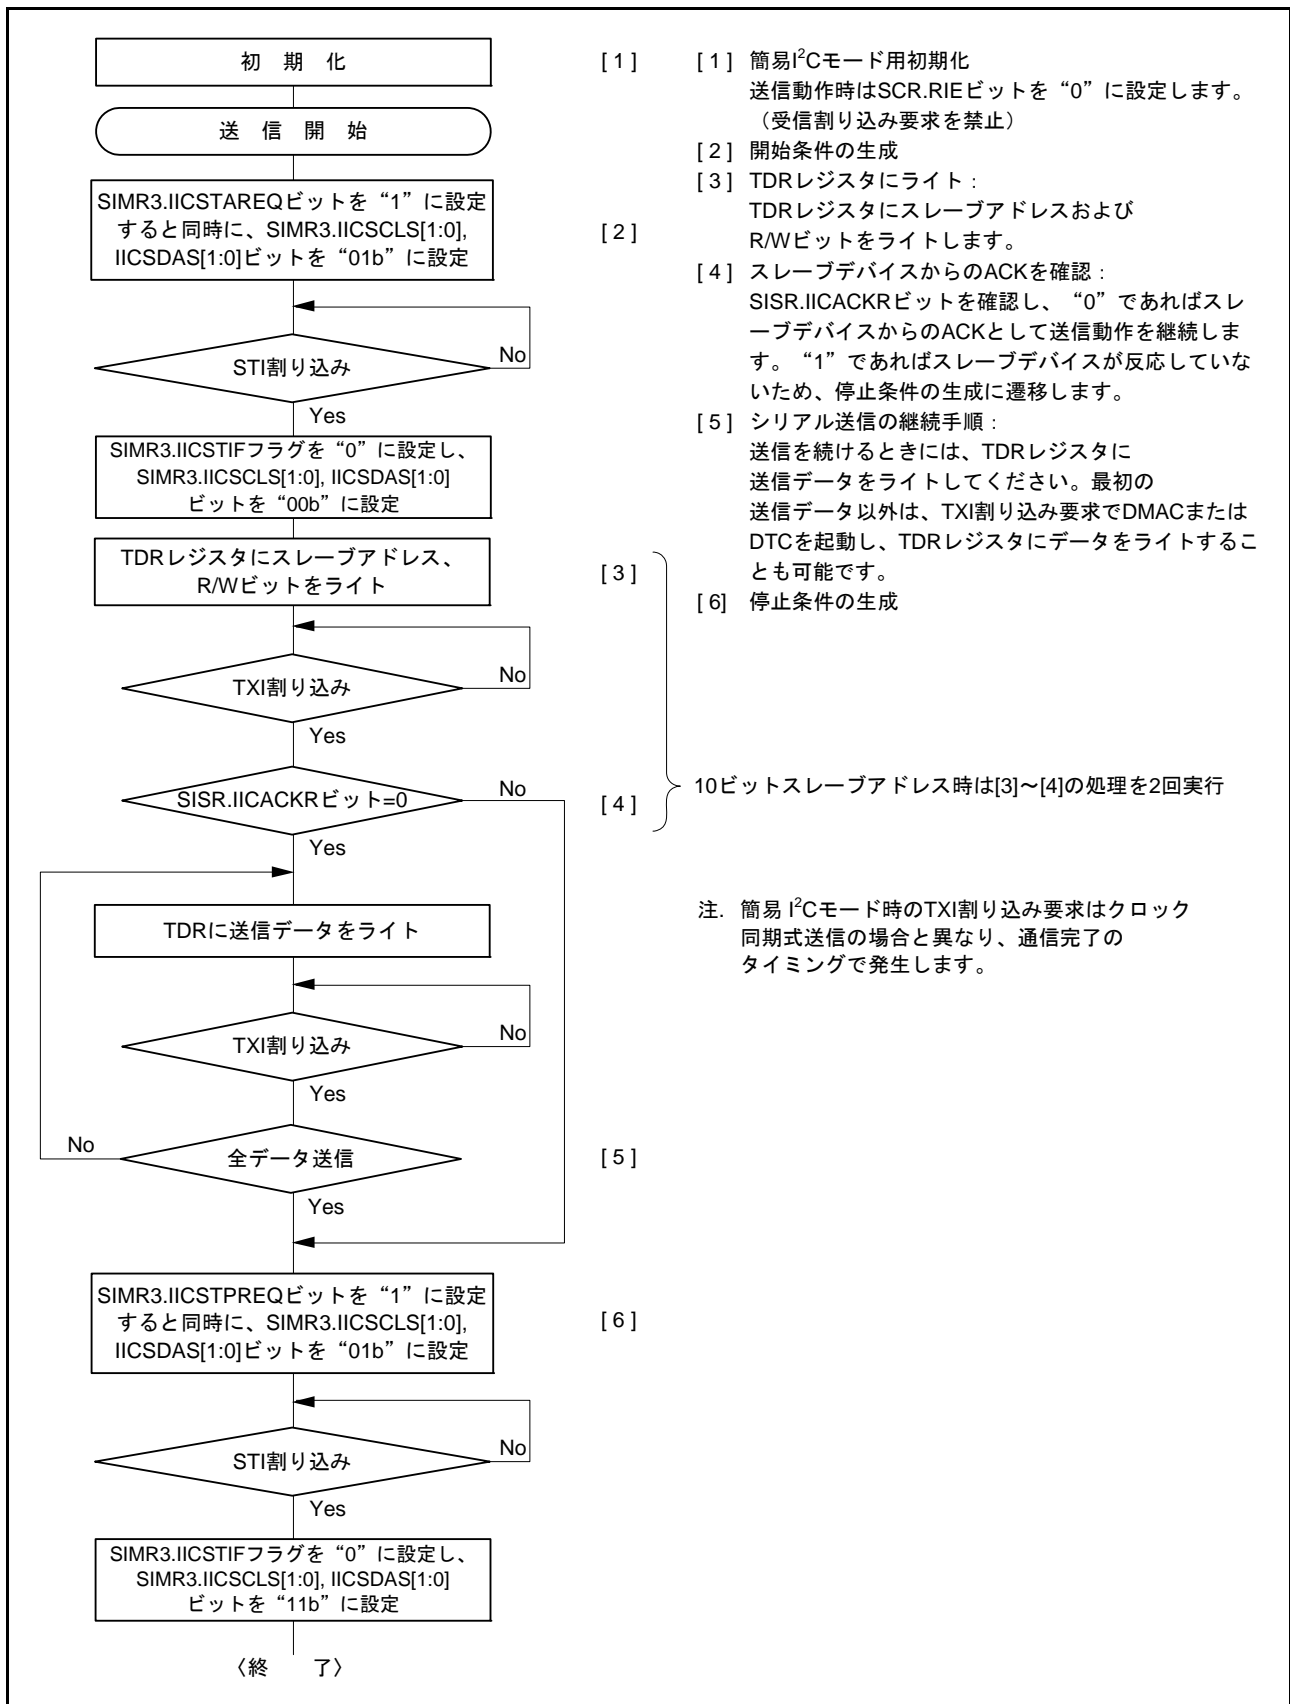 初 期 化
[ 1 ]
送 信 開 始
SIMR3.IICSTAREQビットを“1”に設定
すると同時に、SIMR3.IICSCLS[1:0],
IICSDAS[1:0]ビットを“01b”に設定
[ 2 ]
STI割り込み
No
Yes
SIMR3.IICSTIFフラグを“0”に設定し、
SIMR3.IICSCLS[1:0], IICSDAS[1:0]
ビットを“00b”に設定
TDRレジスタにスレーブアドレス、
R/Wビットをライト
[ 3 ]
TXI割り込み
No
Yes
SISR.IICACKRビット=0
No
[ 4 ]
Yes
TDRに送信データをライト
TXI割り込み
No
Yes
全データ送信
No
[ 5 ]
Yes
SIMR3.IICSTPREQビットを“1”に設定
すると同時に、SIMR3.IICSCLS[1:0],
IICSDAS[1:0]ビットを“01b”に設定
[ 6 ]
STI割り込み
No
Yes
SIMR3.IICSTIFフラグを“0”に設定し、
SIMR3.IICSCLS[1:0], IICSDAS[1:0]
ビットを“11b”に設定
〈終 了〉
[ 1 ] 簡易I²Cモード用初期化
送信動作時はSCR.RIEビットを“0”に設定します。
（受信割り込み要求を禁止）
[ 2 ] 開始条件の生成
[ 3 ] TDRレジスタにライト：
TDRレジスタにスレーブアドレスおよび
R/Wビットをライトします。
[ 4 ] スレーブデバイスからのACKを確認：
SISR.IICACKRビットを確認し、“0”であればスレ
ーブデバイスからのACKとして送信動作を継続しま
す。“1”であればスレーブデバイスが反応していな
いため、停止条件の生成に遷移します。
[ 5 ] シリアル送信の継続手順：
送信を続けるときには、TDRレジスタに
送信データをライトしてください。最初の
送信データ以外は、TXI割り込み要求でDMACまたは
DTCを起動し、TDRレジスタにデータをライトするこ
とも可能です。
[ 6] 停止条件の生成
10ビットスレーブアドレス時は[3]～[4]の処理を2回実行
注. 簡易 I²Cモード時のTXI割り込み要求はクロック
同期式送信の場合と異なり、通信完了の
タイミングで発生します。